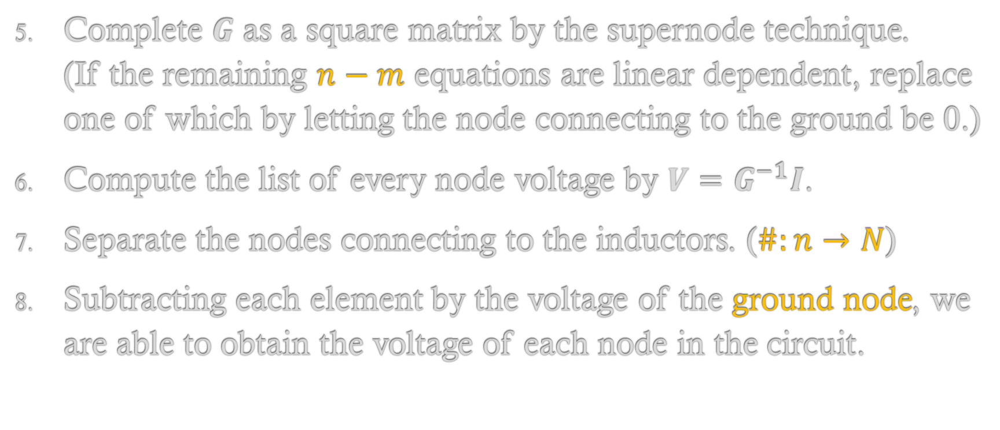 5. Complete G as a square matrix by the supernode technique.
(If the remaining n − m equations are linear dependent, replace
one of which by letting the node connecting to the ground be 0.)
6. Compute the list of every node voltage by V = G⁻¹I.
7. Separate the nodes connecting to the inductors. (#: n → N)
8. Subtracting each element by the voltage of the ground node, we
are able to obtain the voltage of each node in the circuit.